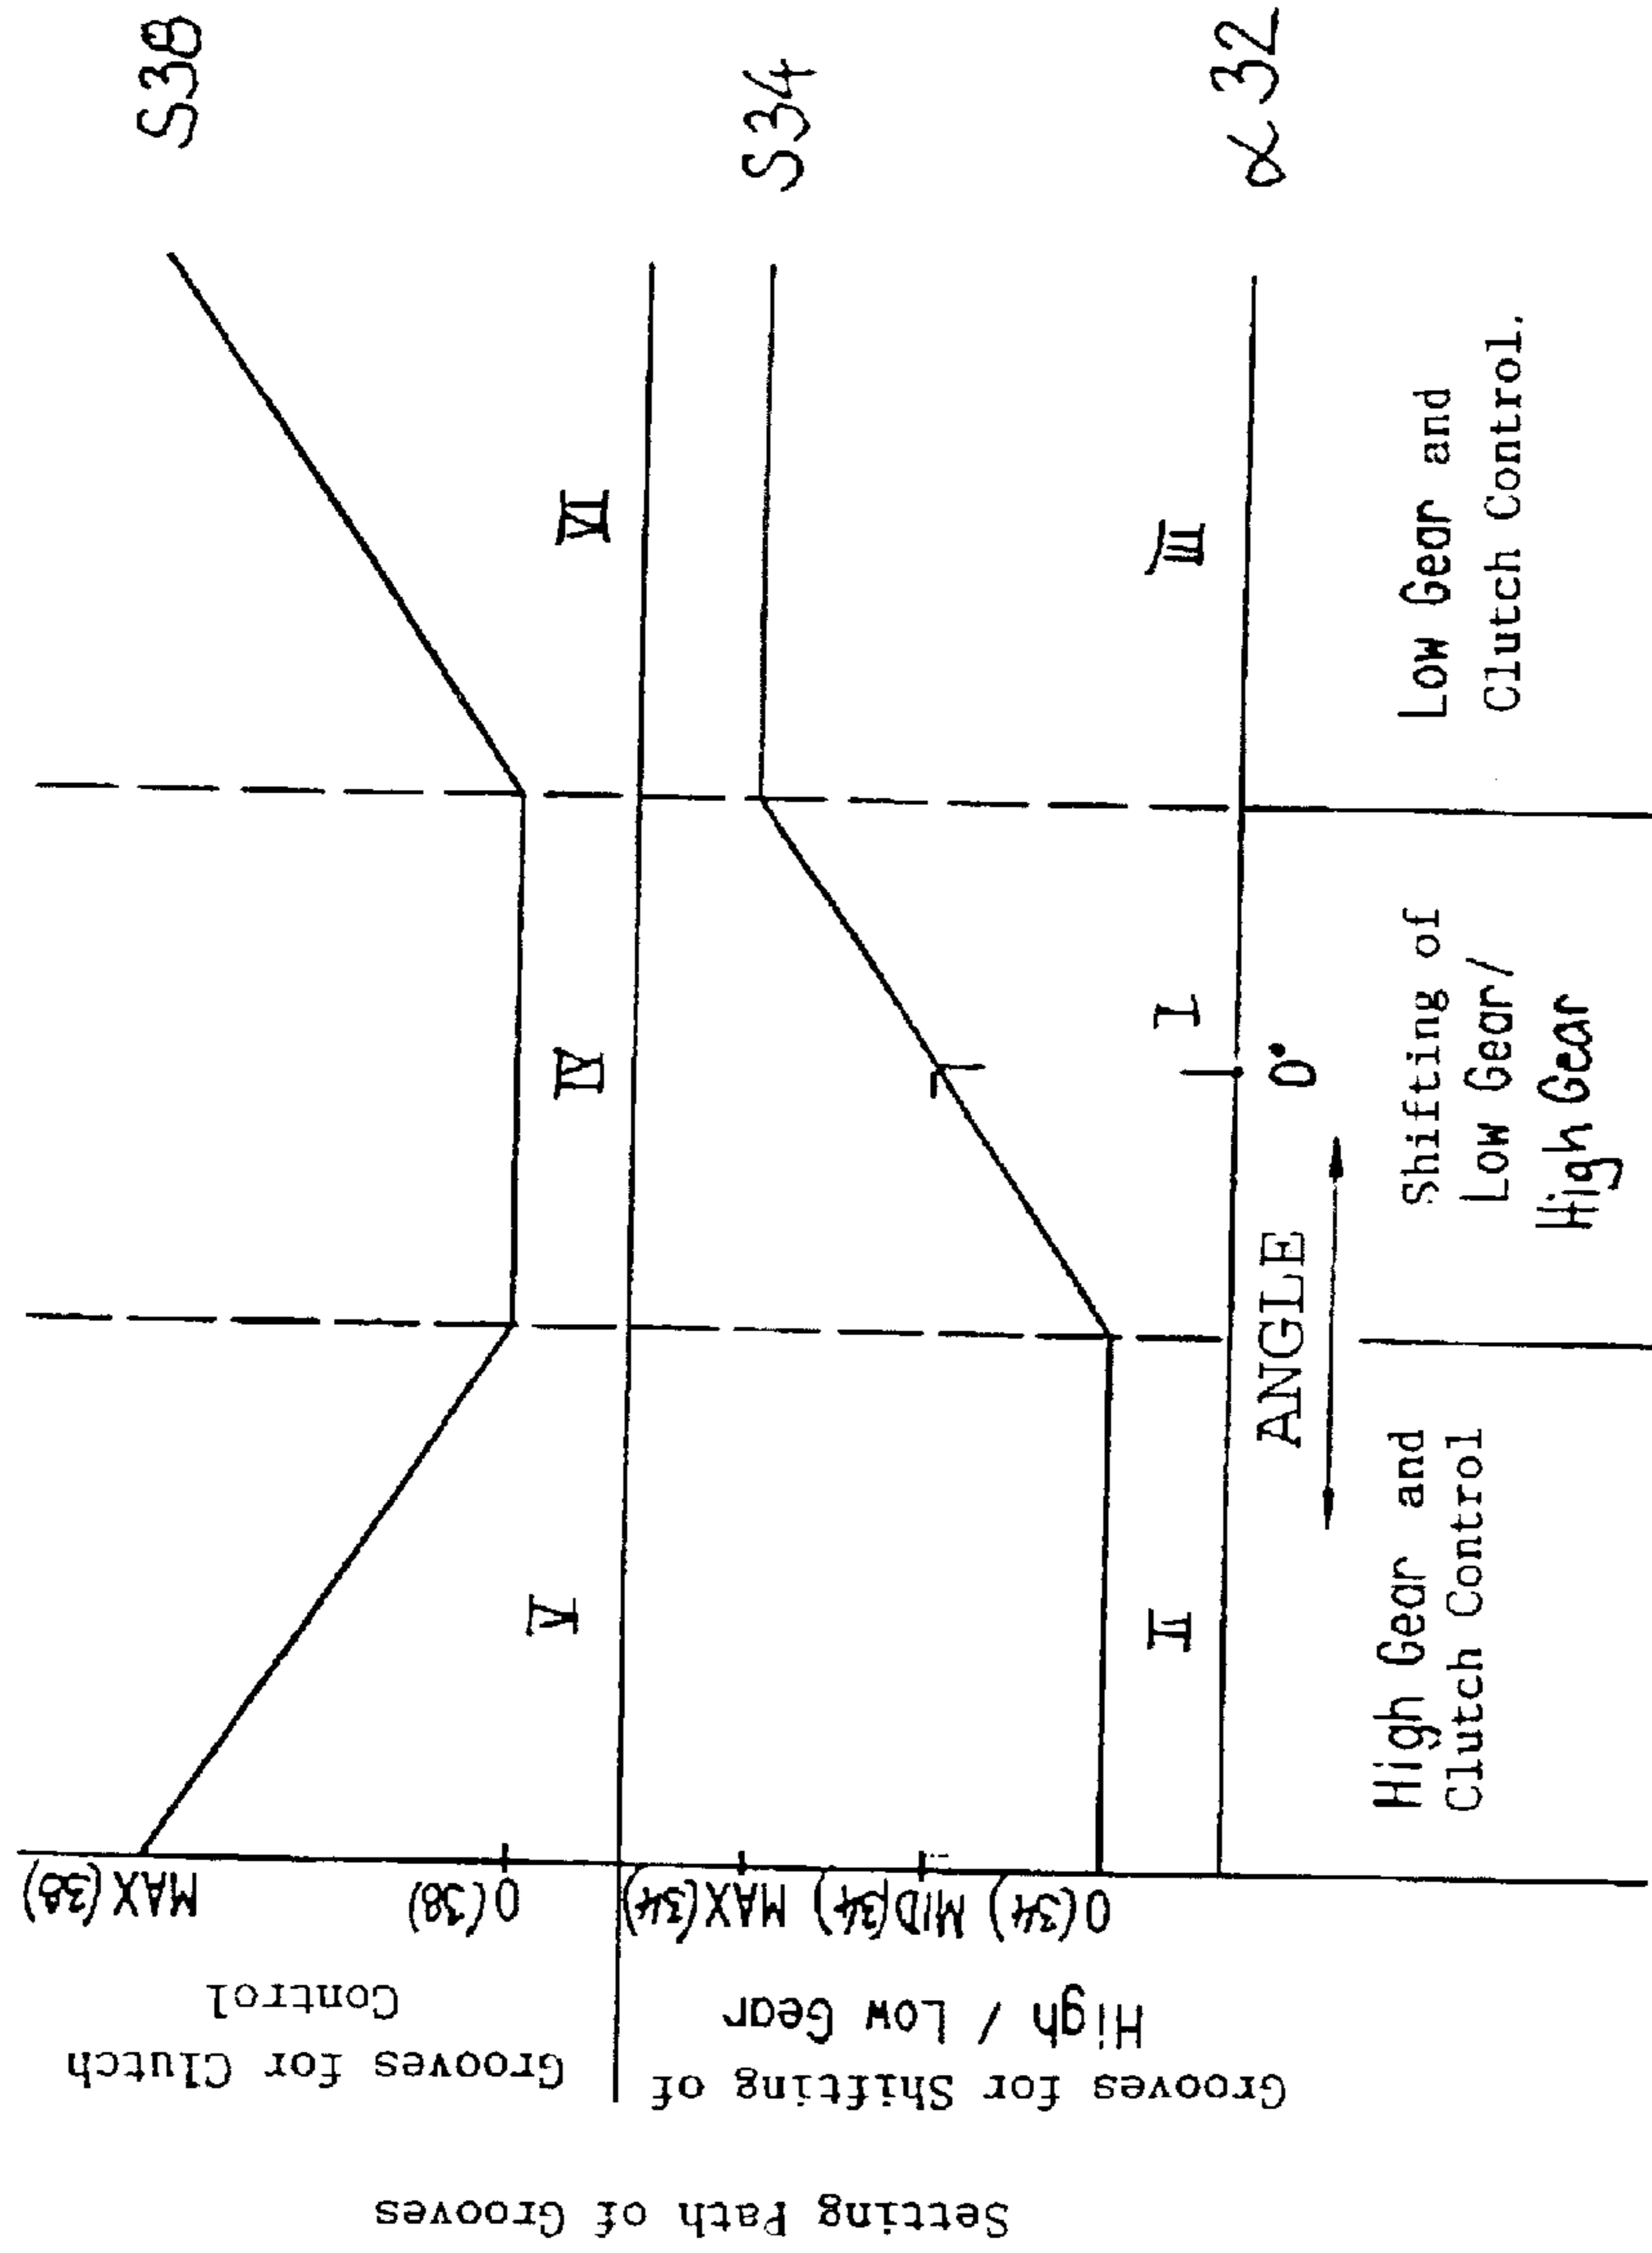 Setting Path of Grooves
Grooves for Clutch
Control
Grooves for Shifting of
High / Low Gear
MAX (38)
0 (38)
MAX (34)
MID (34)
0 (34)
S38
S34
α 32
V
IV
VI
II
I
III
0°
ANGLE
High Gear and
Clutch Control
Shifting of
Low Gear/
High Gear
Low Gear and
Clutch Control.